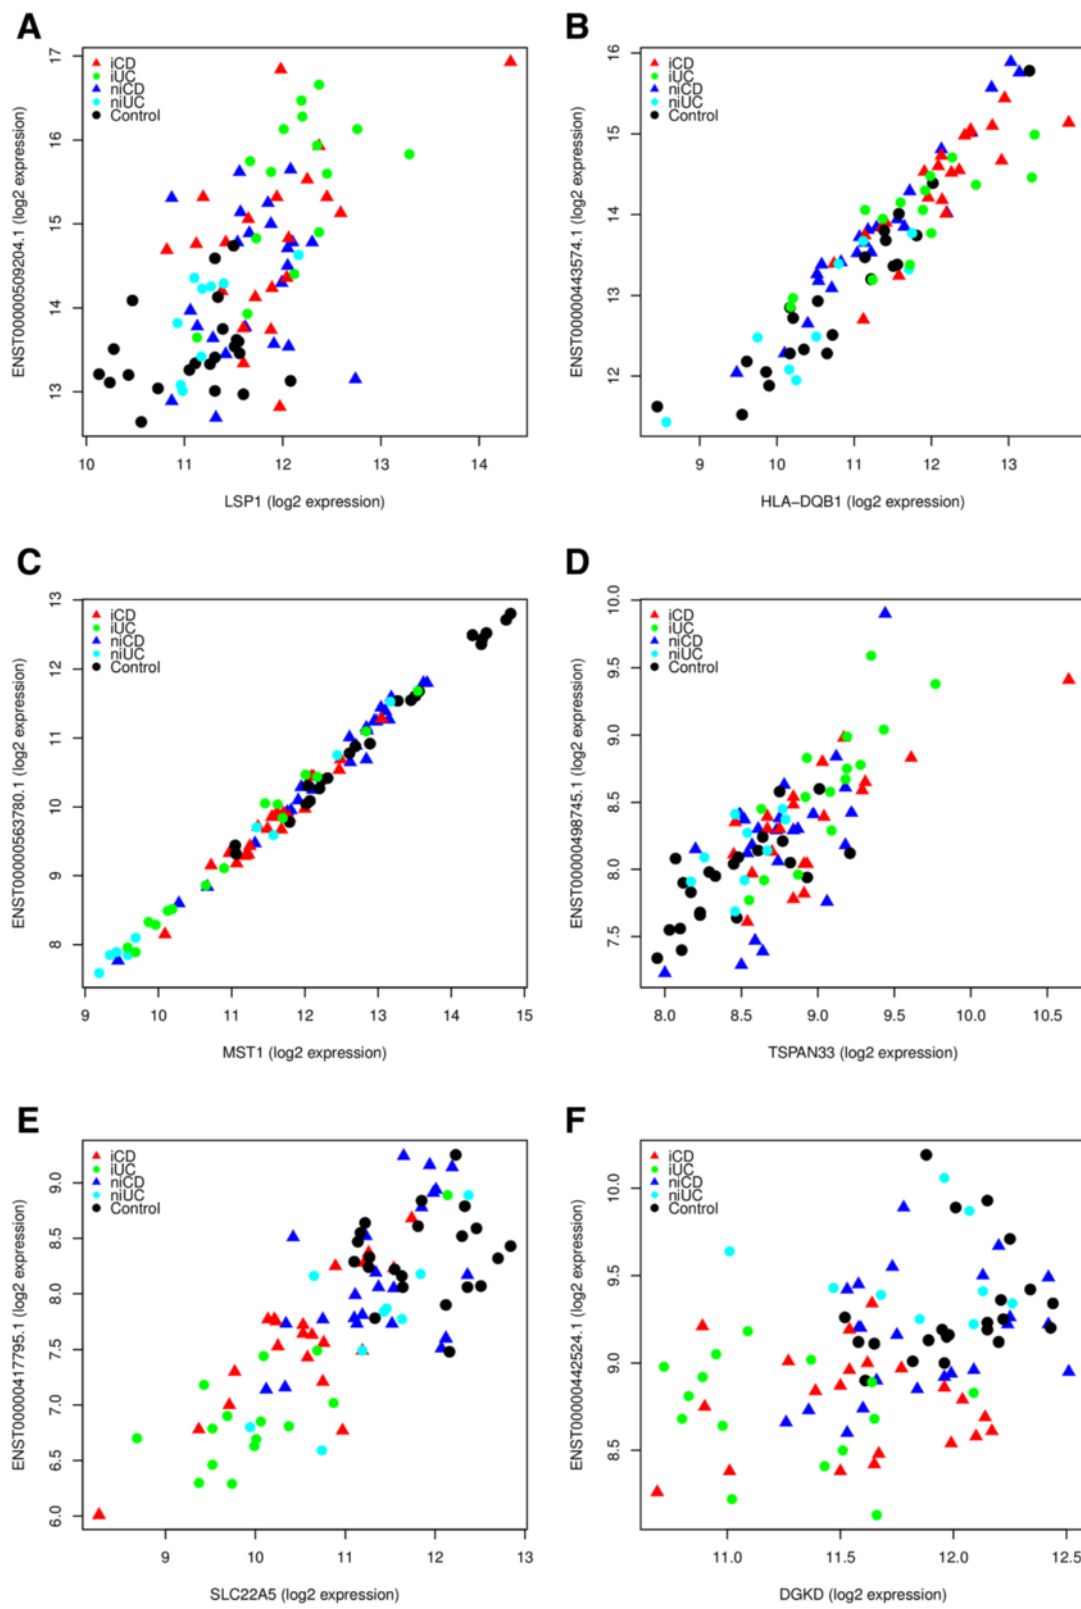 A
ENST00000509204.1 (log2 expression)
17
16
15
14
13
iCD
iUC
niCD
niUC
Control
10 11 12 13 14
LSP1 (log2 expression)
B
ENST00000443574.1 (log2 expression)
16
15
14
13
12
iCD
iUC
niCD
niUC
Control
9 10 11 12 13
HLA−DQB1 (log2 expression)
C
ENST00000563780.1 (log2 expression)
13
12
11
10
9
8
iCD
iUC
niCD
niUC
Control
9 10 11 12 13 14 15
MST1 (log2 expression)
D
ENST00000498745.1 (log2 expression)
10.0
9.5
9.0
8.5
8.0
7.5
iCD
iUC
niCD
niUC
Control
8.0 8.5 9.0 9.5 10.0 10.5
TSPAN33 (log2 expression)
E
ENST00000417795.1 (log2 expression)
9.0
8.5
8.0
7.5
7.0
6.5
6.0
iCD
iUC
niCD
niUC
Control
9 10 11 12 13
SLC22A5 (log2 expression)
F
ENST00000442524.1 (log2 expression)
10.0
9.5
9.0
8.5
iCD
iUC
niCD
niUC
Control
11.0 11.5 12.0 12.5
DGKD (log2 expression)